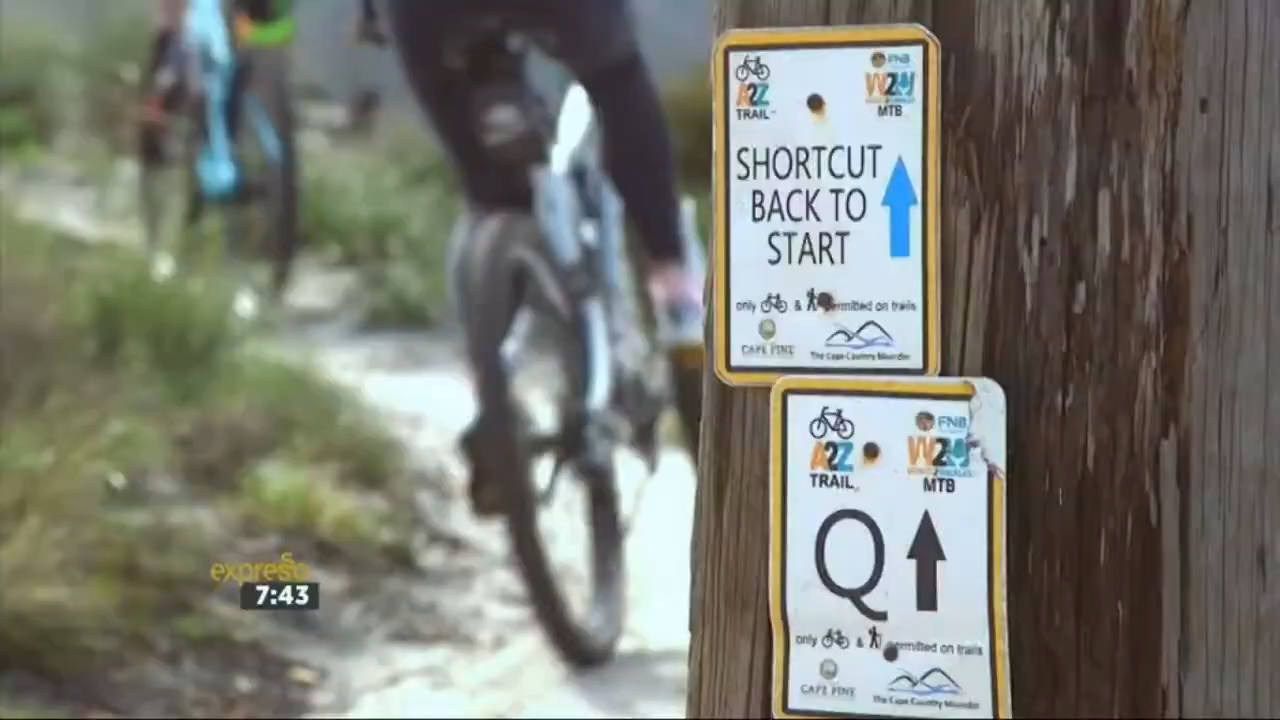 FNB
A2Z
W2W
TRAIL
MTB
SHORTCUT
BACK TO
START
only & permitted on trails
CAPE PINE
The Cape Country Meander
FNB
A2Z
W2W
TRAIL
MTB
Q
only & permitted on trails
CAPE PINE
The Cape Country Meander
expresso
7:43